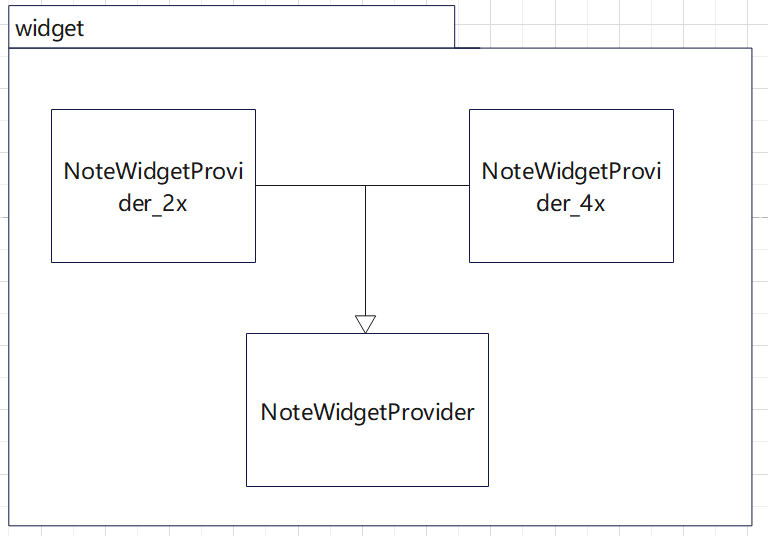 widget
NoteWidgetProvi
der_2x
NoteWidgetProvi
der_4x
NoteWidgetProvider